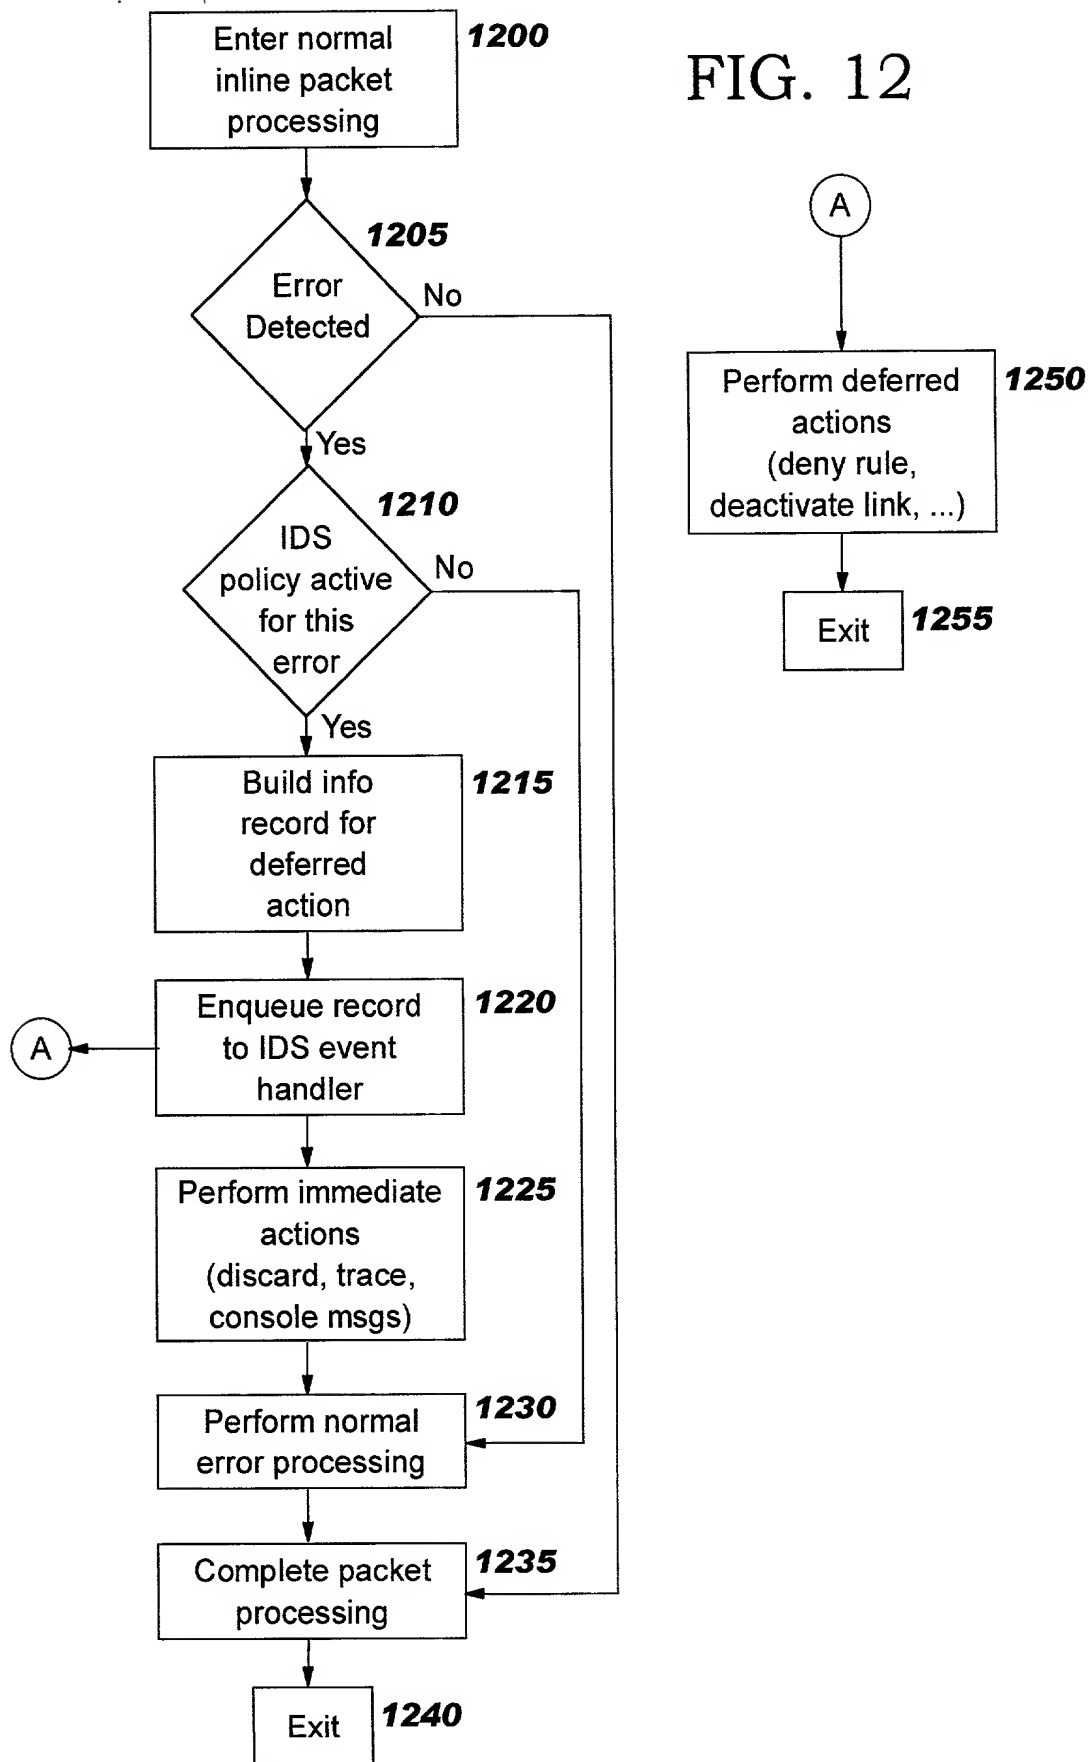 Enter normal
inline packet
processing
1200
FIG. 12
Error
Detected
1205
No
Yes
IDS
policy active
for this
error
1210
No
Yes
Build info
record for
deferred
action
1215
Enqueue record
to IDS event
handler
1220
A
Perform immediate
actions
(discard, trace,
console msgs)
1225
Perform normal
error processing
1230
Complete packet
processing
1235
Exit
1240
A
Perform deferred
actions
(deny rule,
deactivate link, ...)
1250
Exit
1255